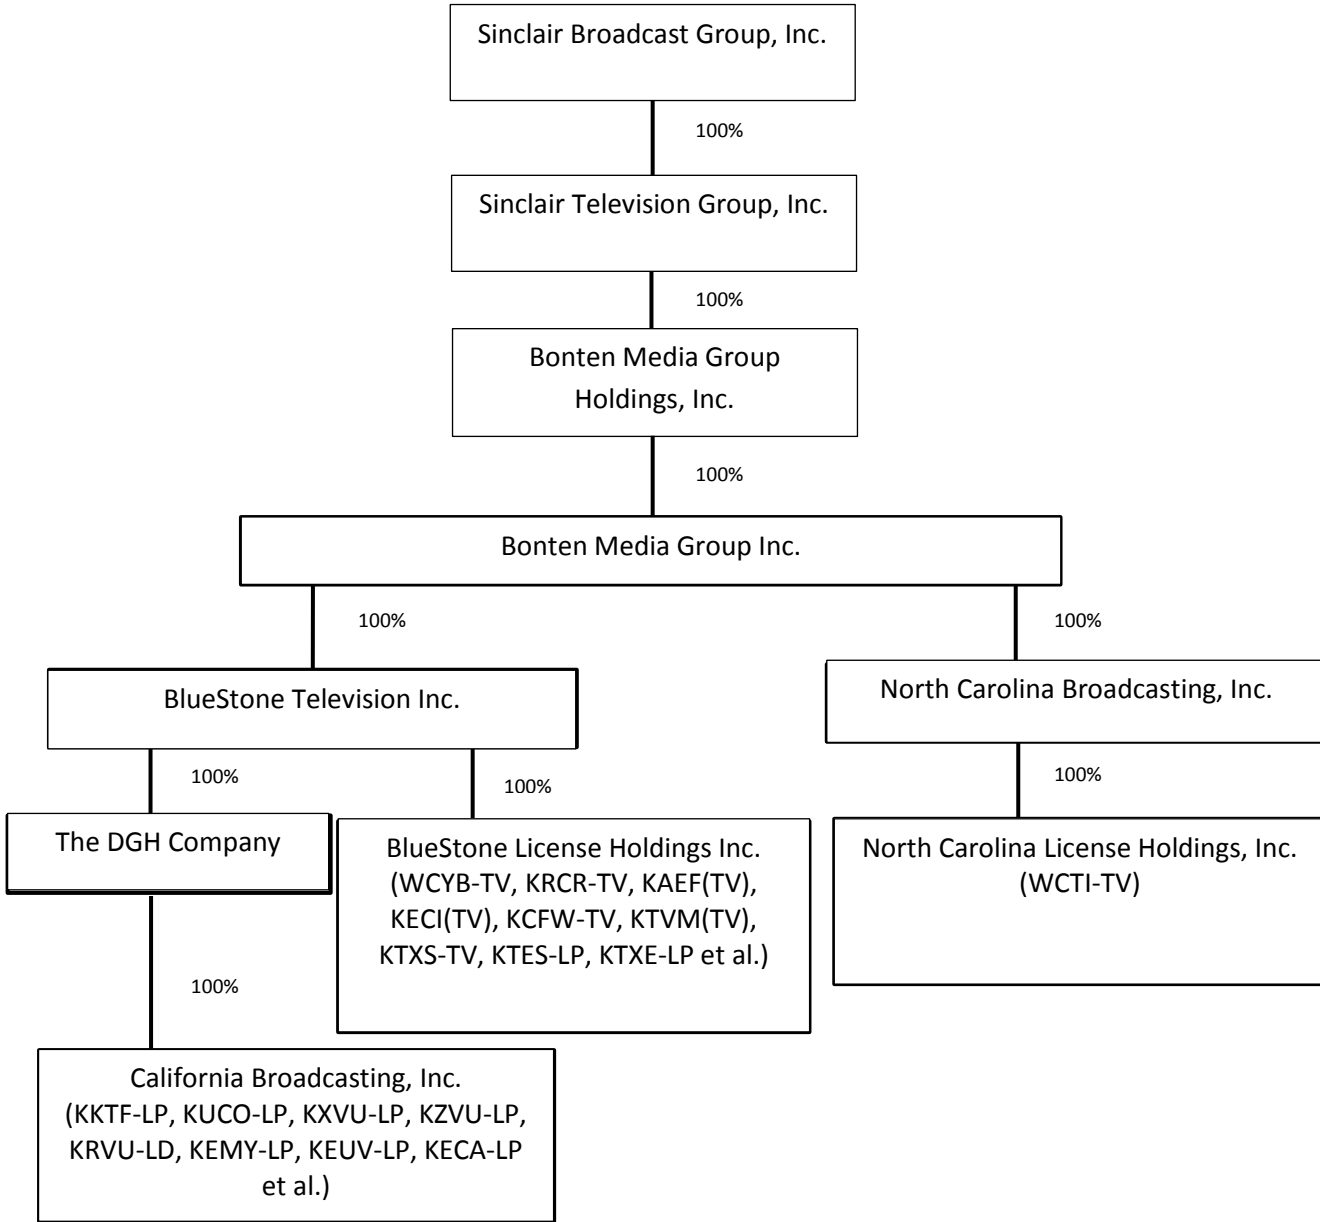 Sinclair Broadcast Group, Inc.
100%
Sinclair Television Group, Inc.
100%
Bonten Media Group
Holdings, Inc.
100%
Bonten Media Group Inc.
100%
100%
BlueStone Television Inc.
North Carolina Broadcasting, Inc.
100%
100%
100%
The DGH Company
BlueStone License Holdings Inc.
(WCYB-TV, KRCR-TV, KAEF(TV),
KECI(TV), KCFW-TV, KTVM(TV),
KTXS-TV, KTES-LP, KTXE-LP et al.)
North Carolina License Holdings, Inc.
(WCTI-TV)
100%
California Broadcasting, Inc.
(KKTF-LP, KUCO-LP, KXVU-LP, KZVU-LP,
KRVU-LD, KEMY-LP, KEUV-LP, KECA-LP
et al.)